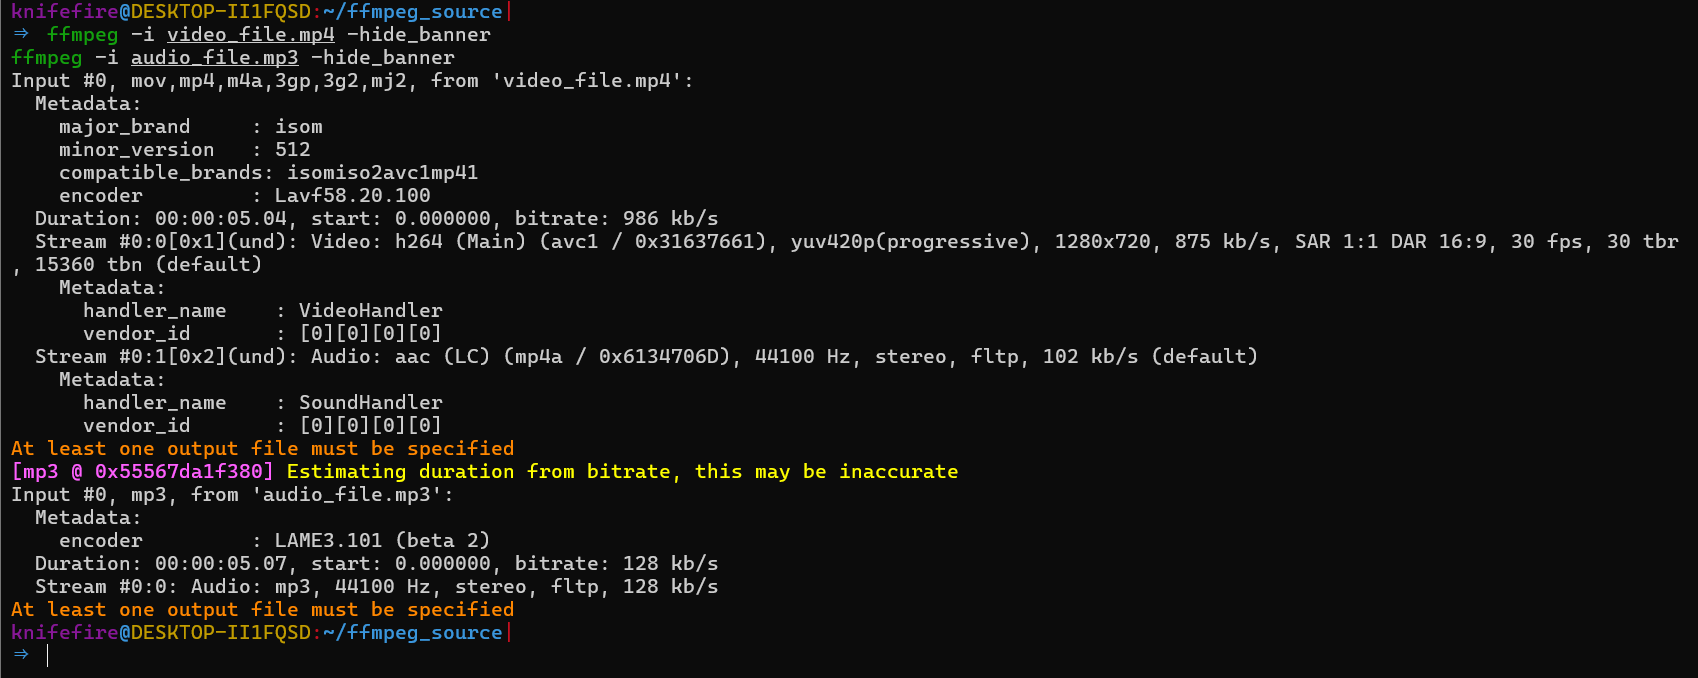 knifefire@DESKTOP-II1FQSD:~/ffmpeg_source|
⇒ ffmpeg -i video_file.mp4 -hide_banner
ffmpeg -i audio_file.mp3 -hide_banner
Input #0, mov,mp4,m4a,3gp,3g2,mj2, from 'video_file.mp4':
  Metadata:
    major_brand     : isom
    minor_version   : 512
    compatible_brands: isomiso2avc1mp41
    encoder         : Lavf58.20.100
  Duration: 00:00:05.04, start: 0.000000, bitrate: 986 kb/s
  Stream #0:0[0x1](und): Video: h264 (Main) (avc1 / 0x31637661), yuv420p(progressive), 1280x720, 875 kb/s, SAR 1:1 DAR 16:9, 30 fps, 30 tbr
, 15360 tbn (default)
    Metadata:
      handler_name    : VideoHandler
      vendor_id       : [0][0][0][0]
  Stream #0:1[0x2](und): Audio: aac (LC) (mp4a / 0x6134706D), 44100 Hz, stereo, fltp, 102 kb/s (default)
    Metadata:
      handler_name    : SoundHandler
      vendor_id       : [0][0][0][0]
At least one output file must be specified
[mp3 @ 0x55567da1f380] Estimating duration from bitrate, this may be inaccurate
Input #0, mp3, from 'audio_file.mp3':
  Metadata:
    encoder         : LAME3.101 (beta 2)
  Duration: 00:00:05.07, start: 0.000000, bitrate: 128 kb/s
  Stream #0:0: Audio: mp3, 44100 Hz, stereo, fltp, 128 kb/s
At least one output file must be specified
knifefire@DESKTOP-II1FQSD:~/ffmpeg_source|
⇒